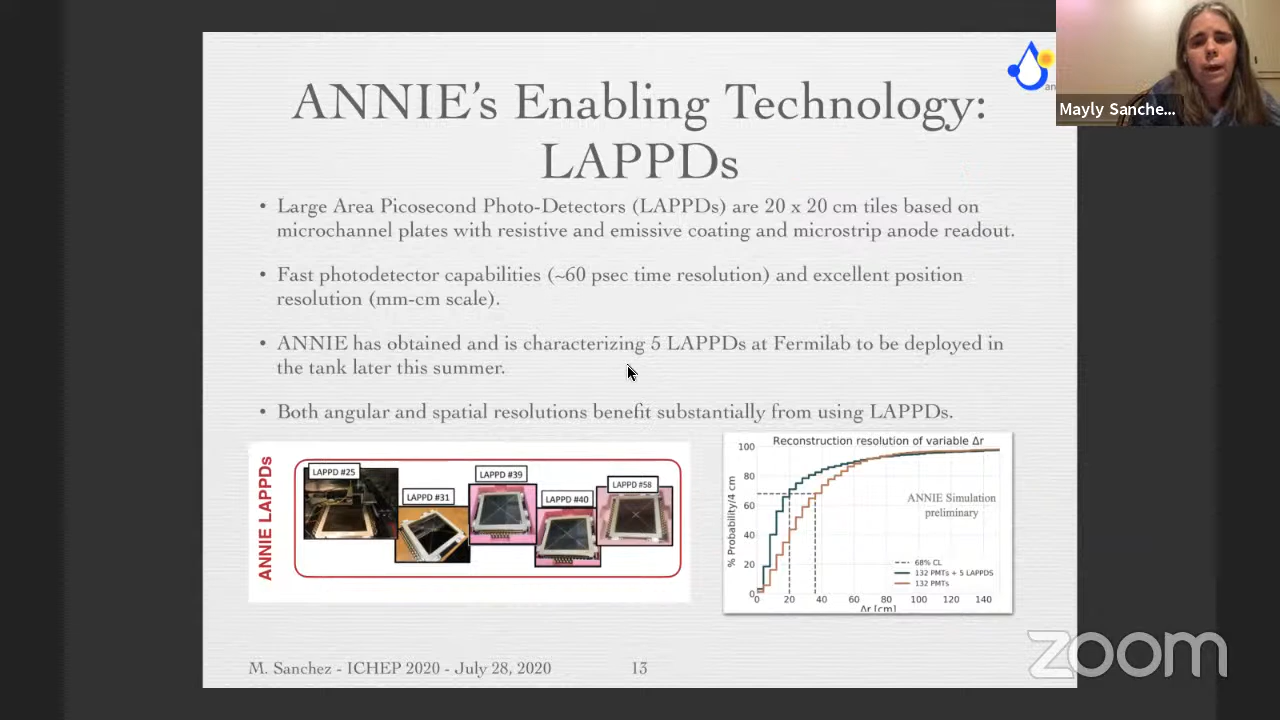 ANNIE's Enabling Technology:
LAPPDs
Mayly Sanche...
• Large Area Picosecond Photo-Detectors (LAPPDs) are 20 x 20 cm tiles based on
microchannel plates with resistive and emissive coating and microstrip anode readout.
• Fast photodetector capabilities (~60 psec time resolution) and excellent position
resolution (mm-cm scale).
• ANNIE has obtained and is characterizing 5 LAPPDs at Fermilab to be deployed in
the tank later this summer.
• Both angular and spatial resolutions benefit substantially from using LAPPDs.
ANNIE LAPPDs
LAPPD #25
LAPPD #31
LAPPD #39
LAPPD #40
LAPPD #58
Reconstruction resolution of variable Δr
% Probability/4 cm
100
80
60
40
20
0
ANNIE Simulation
preliminary
68% CL
132 PMTs + 5 LAPPDS
132 PMTs
0 20 40 60 80 100 120 140
Δr [cm]
M. Sanchez - ICHEP 2020 - July 28, 2020
13
zoom